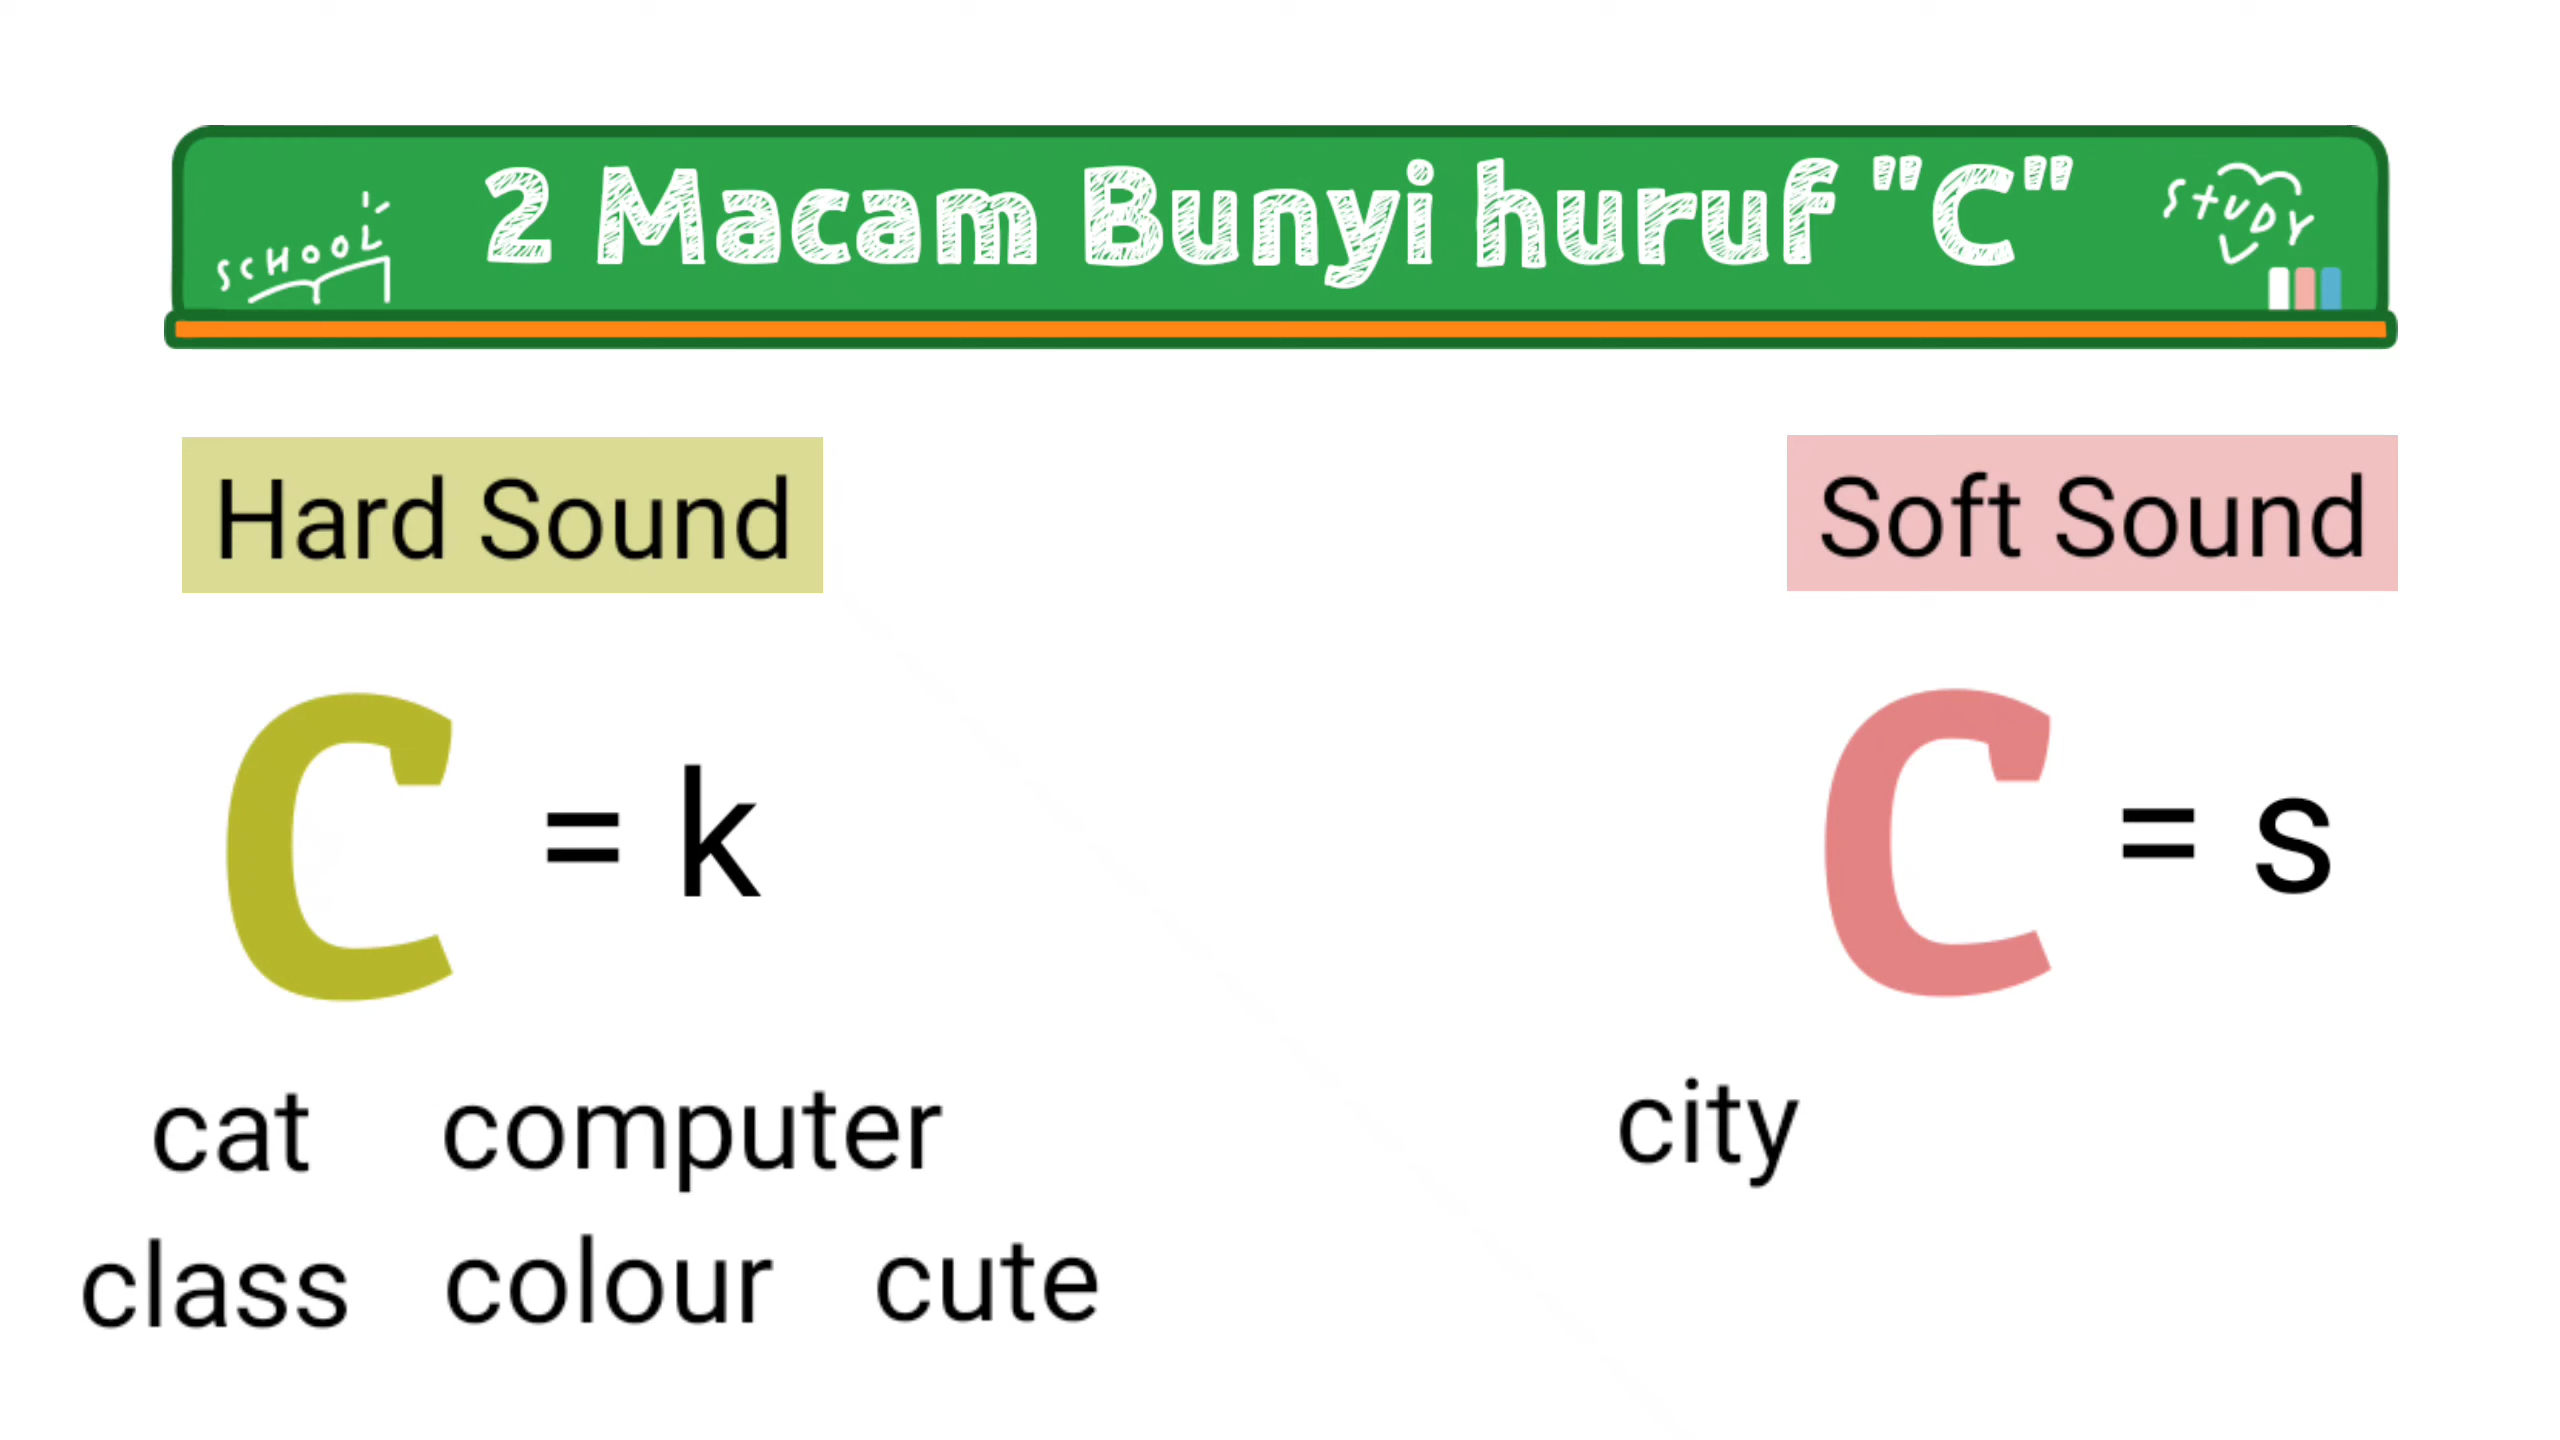 2 Macam Bunyi huruf "C"
SCHOOL
STUDY
Hard Sound
C = k
cat computer
class colour cute
Soft Sound
C = s
city